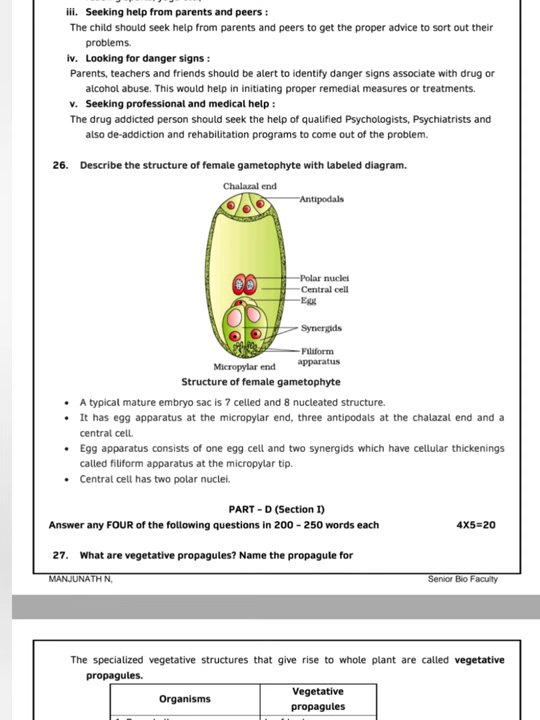 iii. Seeking help from parents and peers :
The child should seek help from parents and peers to get the proper advice to sort out their
problems.
iv. Looking for danger signs :
Parents, teachers and friends should be alert to identify danger signs associate with drug or
alcohol abuse. This would help in initiating proper remedial measures or treatments.
v. Seeking professional and medical help :
The drug addicted person should seek the help of qualified Psychologists, Psychiatrists and
also de-addiction and rehabilitation programs to come out of the problem.
26. Describe the structure of female gametophyte with labeled diagram.
Chalazal end
Antipodals
Polar nuclei
Central cell
Egg
Synergids
Filiform
apparatus
Micropylar end
Structure of female gametophyte
• A typical mature embryo sac is 7 celled and 8 nucleated structure.
• It has egg apparatus at the micropylar end, three antipodals at the chalazal end and a
central cell.
• Egg apparatus consists of one egg cell and two synergids which have cellular thickenings
called filiform apparatus at the micropylar tip.
• Central cell has two polar nuclei.
PART – D (Section I)
Answer any FOUR of the following questions in 200 – 250 words each 4X5=20
27. What are vegetative propagules? Name the propagule for
MANJUNATH N, Senior Bio Faculty
The specialized vegetative structures that give rise to whole plant are called vegetative
propagules.
Organisms Vegetative
propagules